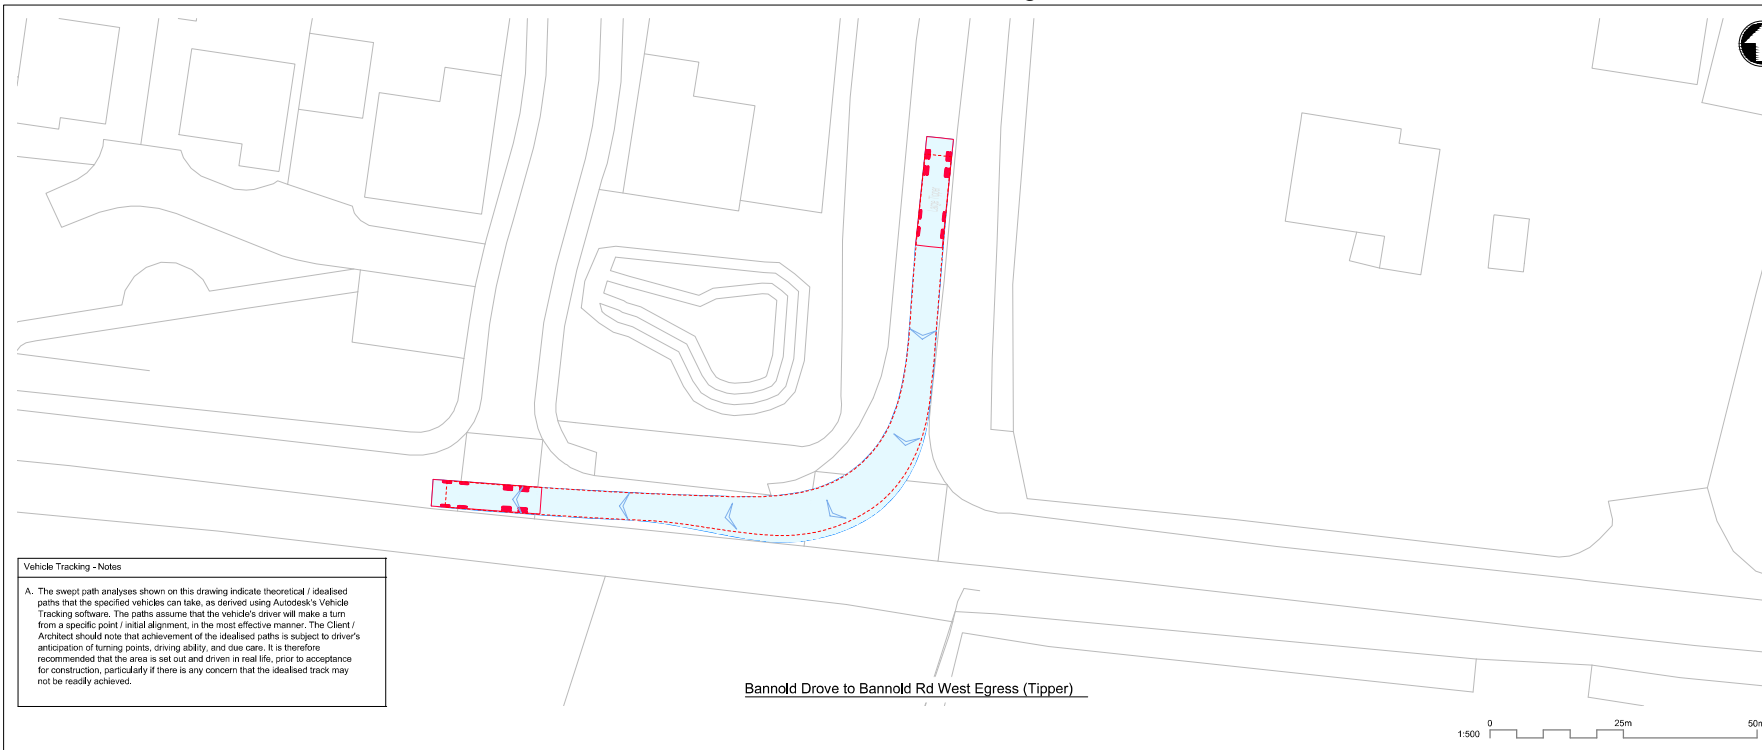 Vehicle Tracking - Notes
A. The swept path analyses shown on this drawing indicate theoretical / idealised
paths that the specified vehicles can take, as derived using Autodesk's Vehicle
Tracking software. The paths assume that the vehicle's driver will make a turn
from a specific point / initial alignment, in the most effective manner. The Client /
Architect should note that achievement of the idealised paths is subject to driver's
anticipation of turning points, driving ability, and due care. It is therefore
recommended that the area is set out and driven in real life, prior to acceptance
for construction, particularly if there is any concern that the idealised track may
not be readily achieved.
Bannold Drove to Bannold Rd West Egress (Tipper)
0 25m 50m
1:500